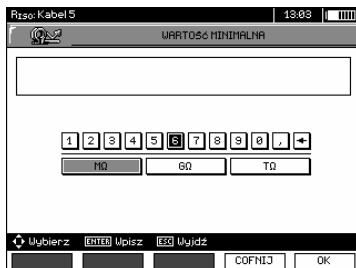 RISO: Kabel 5 13:03
WARTOŚĆ MINIMALNA
1 2 3 4 5 6 7 8 9 0 ,
MΩ GΩ TΩ
Wybierz ENTER Wpisz ESC Wyjdź
COFNIJ OK